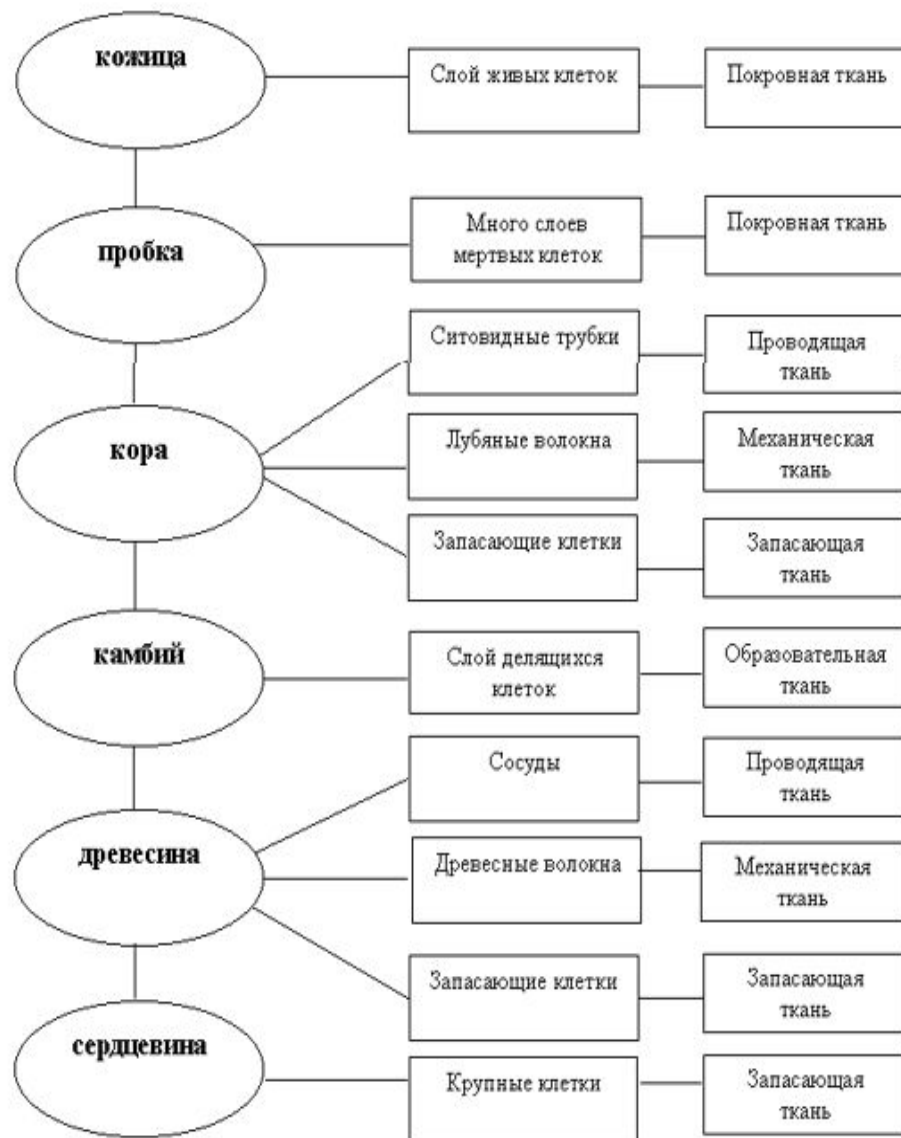 кожица
Слой живых клеток
Покровная ткань
пробка
Много слоев
мертвых клеток
Покровная ткань
кора
Ситовидные трубки
Проводящая
ткань
Лубяные волокна
Механическая
ткань
Запасающие клетки
Запасающая
ткань
камбий
Слой делящихся
клеток
Образовательная
ткань
древесина
Сосуды
Проводящая
ткань
Древесные волокна
Механическая
ткань
Запасающие клетки
Запасающая
ткань
сердцевина
Крупные клетки
Запасающая
ткань